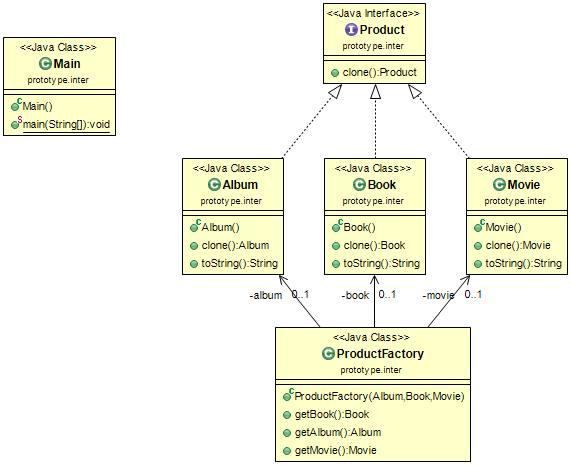 <<Java Interface>>
Product
prototype.inter
clone():Product
<<Java Class>>
Main
prototype.inter
Main()
main(String[]):void
<<Java Class>>
Album
prototype.inter
Album()
clone():Album
toString():String
<<Java Class>>
Book
prototype.inter
Book()
clone():Book
toString():String
<<Java Class>>
Movie
prototype.inter
Movie()
clone():Movie
toString():String
-album 0..1
-book 0..1
-movie 0..1
<<Java Class>>
ProductFactory
prototype.inter
ProductFactory(Album,Book,Movie)
getBook():Book
getAlbum():Album
getMovie():Movie